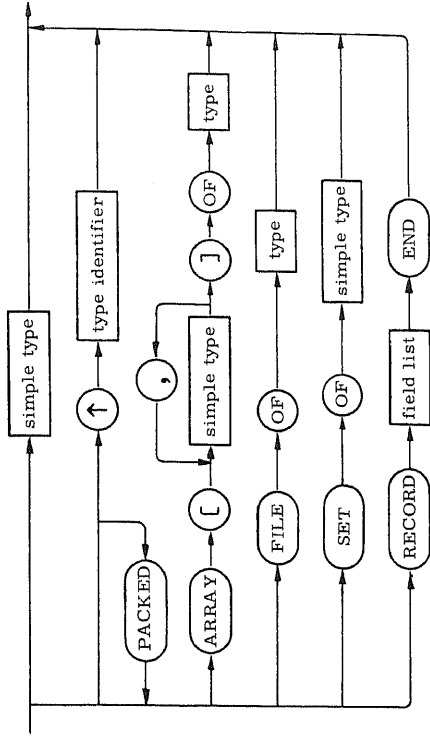 simple type
↑ type identifier
PACKED
,
ARRAY [ simple type ] OF type
FILE OF type
SET OF simple type
RECORD field list END